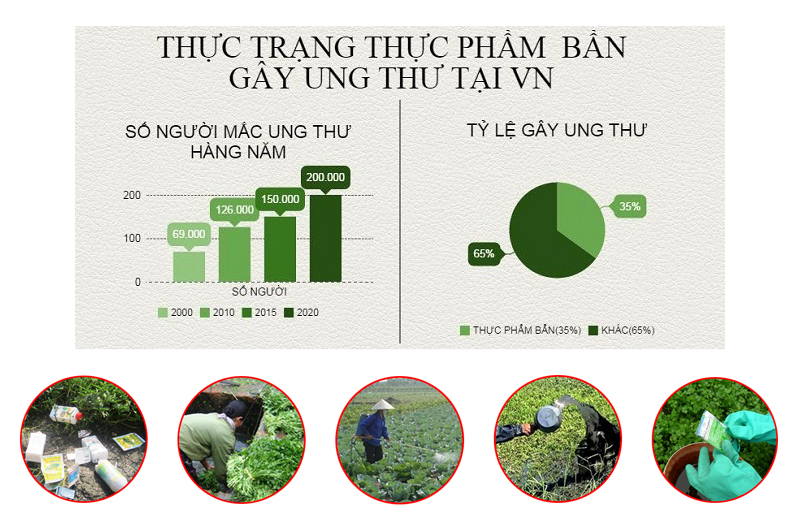 THỰC TRẠNG THỰC PHẨM BẨN
GÂY UNG THƯ TẠI VN
SỐ NGƯỜI MẮC UNG THƯ
HÀNG NĂM
200
100
0
69.000
126.000
150.000
200.000
SỐ NGƯỜI
2000
2010
2015
2020
TỶ LỆ GÂY UNG THƯ
35%
65%
THỰC PHẨM BẨN(35%)
KHÁC(65%)